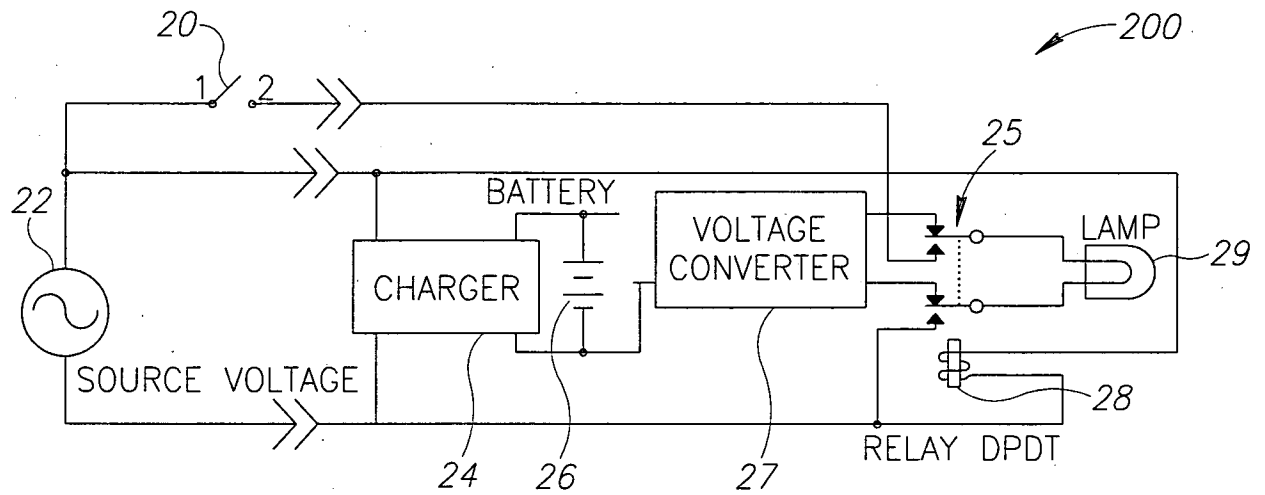 200
20
1 2
25
22
BATTERY
VOLTAGE
CONVERTER
LAMP
29
CHARGER
SOURCE VOLTAGE
28
RELAY DPDT
24
26
27